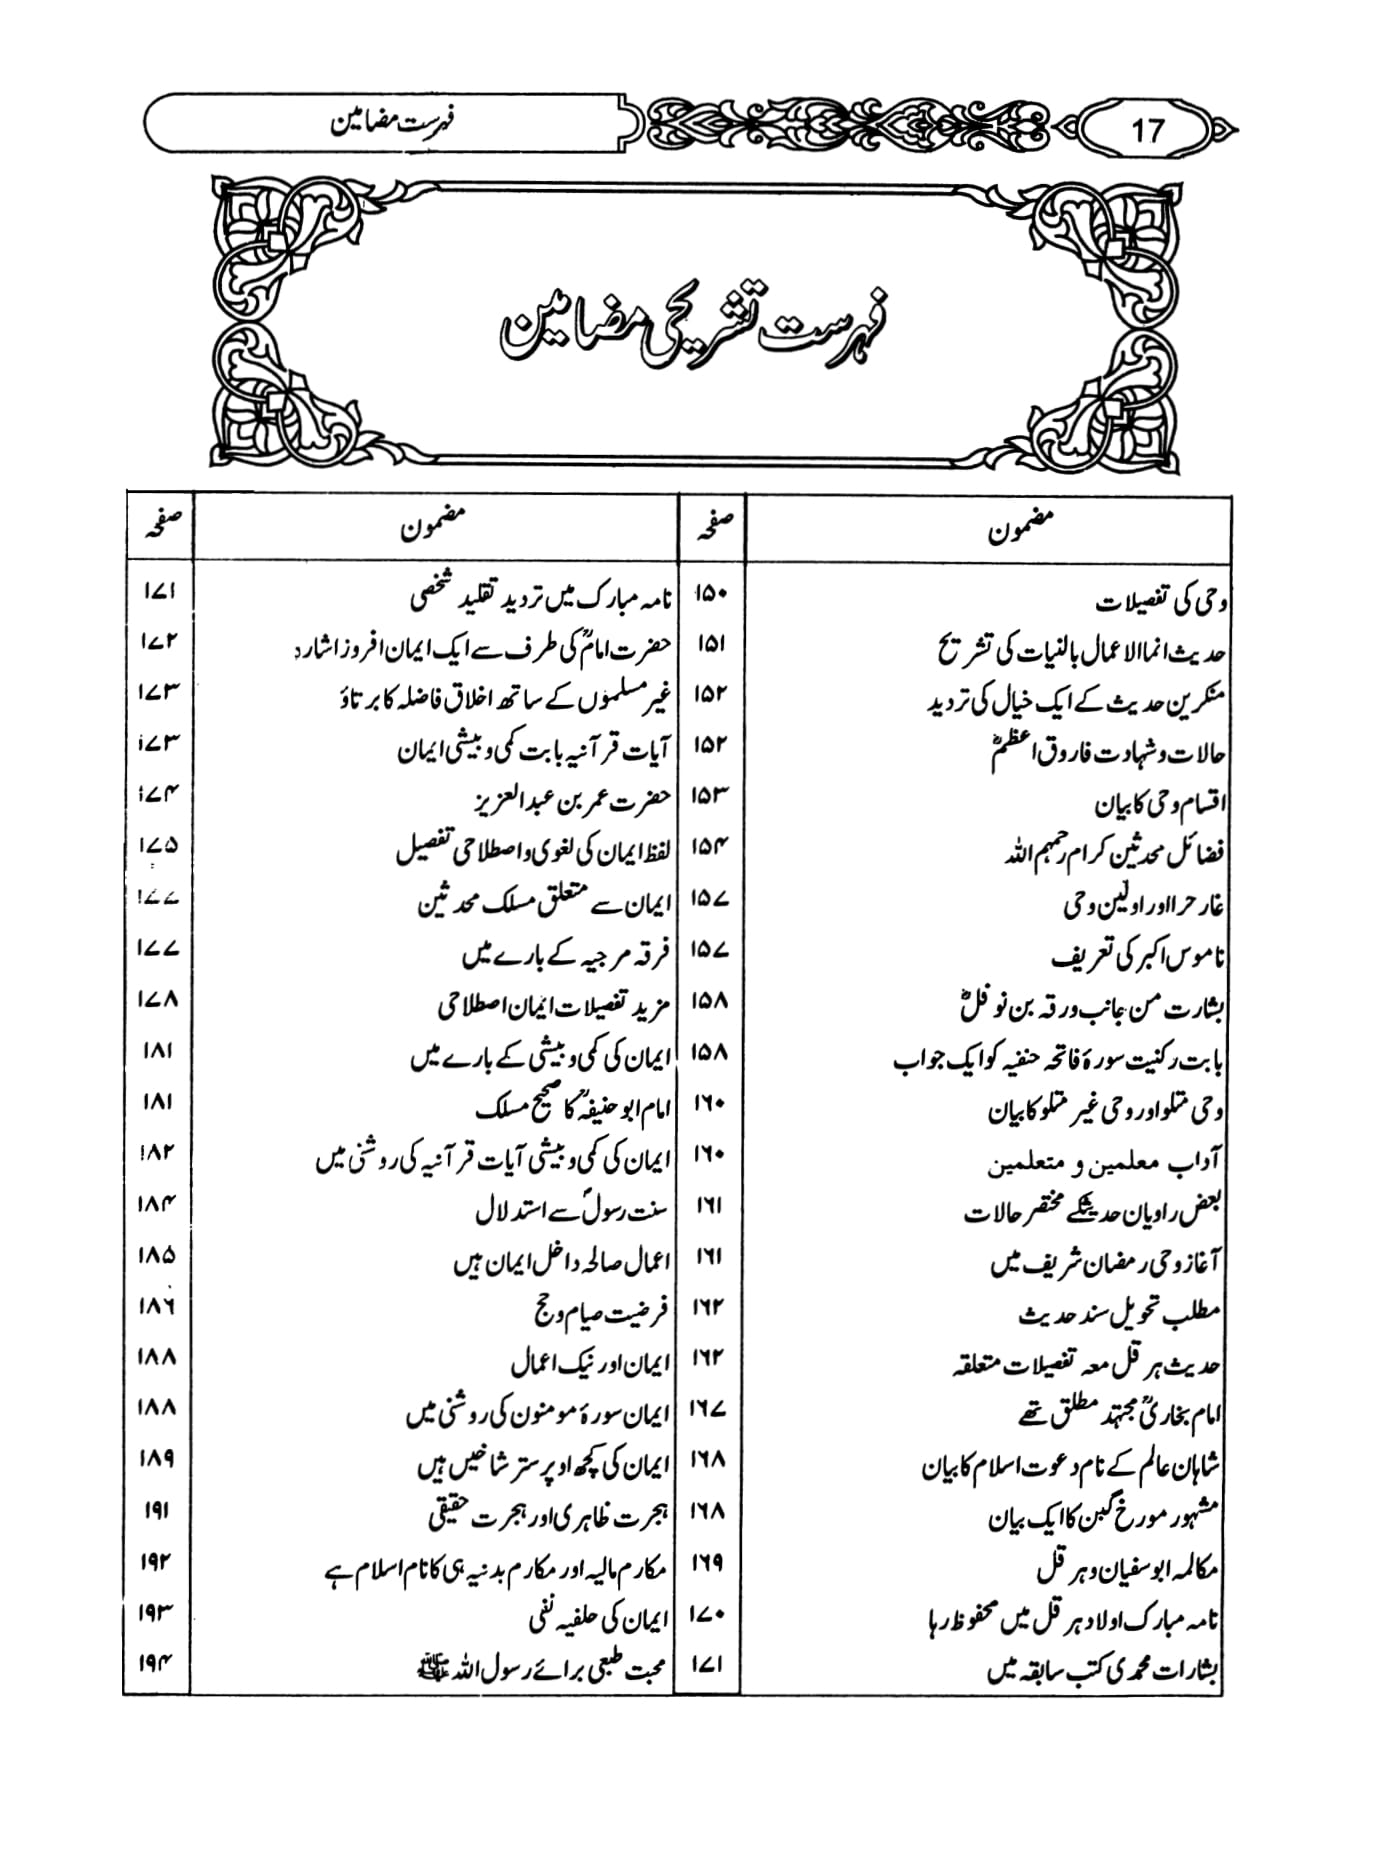 17
فہرست مضامین
فہرست تشریحی مضامین
مضمون صفحہ مضمون صفحہ
وحی کی تفصیلات ۱۵۰ نامہ مبارک میں تردید تقلید شخصی ۱۷۱
حدیث انما الاعمال بالنیات کی تشریح ۱۵۱ حضرت امامؒ کی طرف سے ایک ایمان افروز اشارہ ۱۷۲
منکرین حدیث کے ایک خیال کی تردید ۱۵۲ غیر مسلموں کے ساتھ اخلاق فاضلہ کا برتاؤ ۱۷۳
حالات و شہادت فاروق اعظمؓ ۱۵۲ آیات قرآنیہ بابت کمی و بیشی ایمان ۱۷۳
اقسام وحی کا بیان ۱۵۳ حضرت عمر بن عبد العزیز ۱۷۴
فضائل محدثین کرام رحمہم اللہ ۱۵۴ لفظ ایمان کی لغوی و اصطلاحی تفصیل ۱۷۵
غار حرا اور اولین وحی ۱۵۷ ایمان سے متعلق مسلک محدثین ۱۷۷
ناموس اکبر کی تعریف ۱۵۷ فرقہ مرجیہ کے بارے میں ۱۷۷
بشارت من جانب ورقہ بن نوفلؓ ۱۵۸ مزید تفصیلات ایمان اصطلاحی ۱۷۸
بابت رکنیت سورۂ فاتحہ حنفیہ کو ایک جواب ۱۵۸ ایمان کی کمی و بیشی کے بارے میں ۱۸۱
وحی متلو اور وحی غیر متلو کا بیان ۱۶۰ امام ابو حنیفہؒ کا صحیح مسلک ۱۸۱
آداب معلمین و متعلمین ۱۶۰ ایمان کی کمی و بیشی آیات قرآنیہ کی روشنی میں ۱۸۲
بعض راویان حدیث کے مختصر حالات ۱۶۱ سنت رسولؐ سے استدلال ۱۸۴
آغاز وحی رمضان شریف میں ۱۶۱ اعمال صالحہ داخل ایمان ہیں ۱۸۵
مطلب تحویل سند حدیث ۱۶۲ فرضیت صیام و حج ۱۸۶
حدیث ہرقل معہ تفصیلات متعلقہ ۱۶۲ ایمان اور نیک اعمال ۱۸۸
امام بخاریؒ مجتہد مطلق تھے ۱۶۷ ایمان سورۂ مومنون کی روشنی میں ۱۸۸
شاہان عالم کے نام دعوت اسلام کا بیان ۱۶۸ ایمان کی کچھ اوپر ستر شاخیں ہیں ۱۸۹
مشہور مورخ گبن کا ایک بیان ۱۶۸ ہجرت ظاہری اور ہجرت حقیقی ۱۹۱
مکالمہ ابو سفیان و ہرقل ۱۶۹ مکارم مالیہ اور مکارم بدنیہ ہی کا نام اسلام ہے ۱۹۲
نامہ مبارک اولاد ہرقل میں محفوظ رہا ۱۷۰ ایمان کی حلفیہ نفی ۱۹۳
بشارات محمدی کتب سابقہ میں ۱۷۱ محبت طبعی برائے رسول اللہ ﷺ ۱۹۴